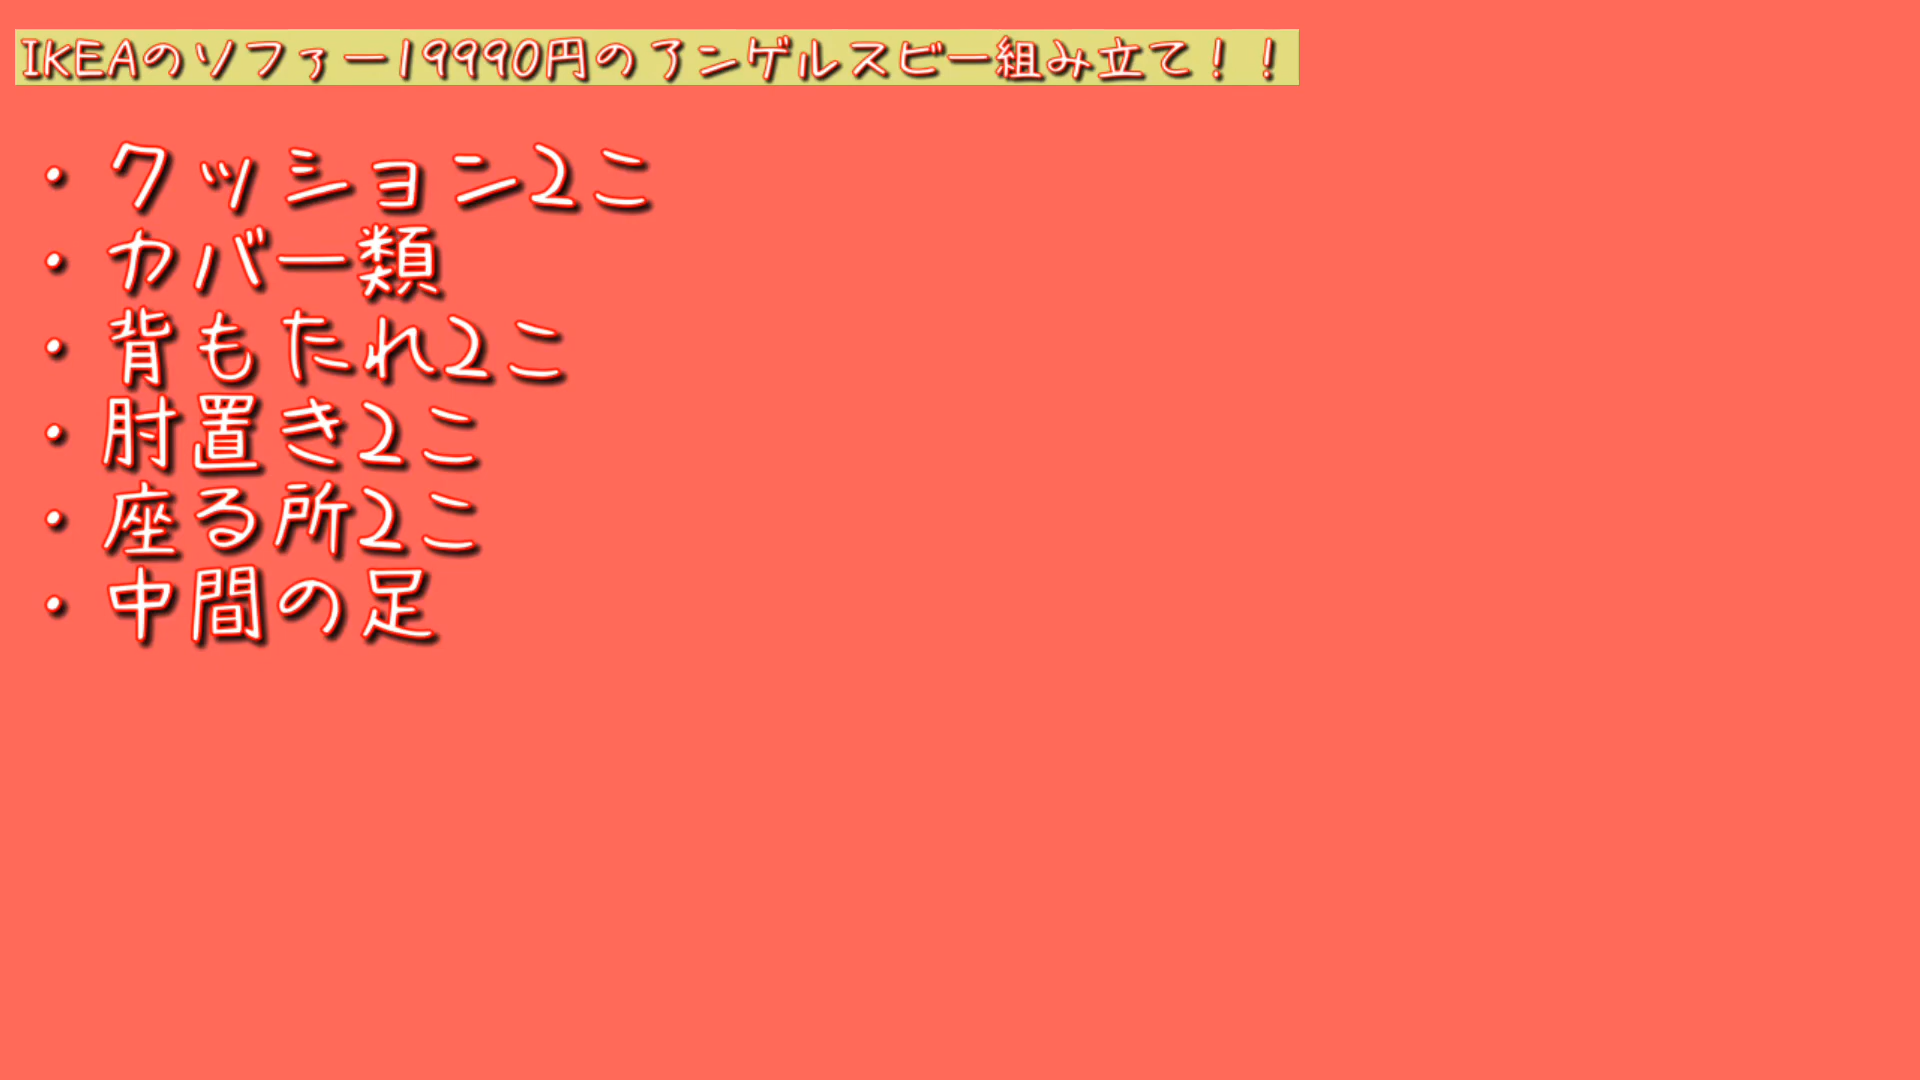 IKEAのソファー19990円のアンゲルスビー組み立て！！
・クッション2こ
・カバー類
・背もたれ2こ
・肘置き2こ
・座る所2こ
・中間の足